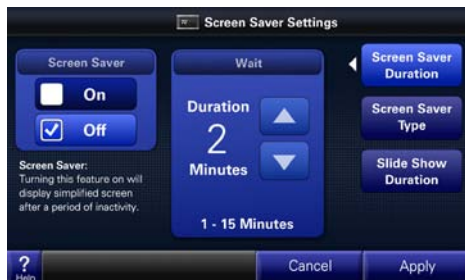 Screen Saver Settings
Screen Saver
On
Off
Screen Saver:
Turning this feature on will
display simplified screen
after a period of inactivity.
Wait
Duration
2
Minutes
1 - 15 Minutes
Screen Saver
Duration
Screen Saver
Type
Slide Show
Duration
?
Help
Cancel
Apply